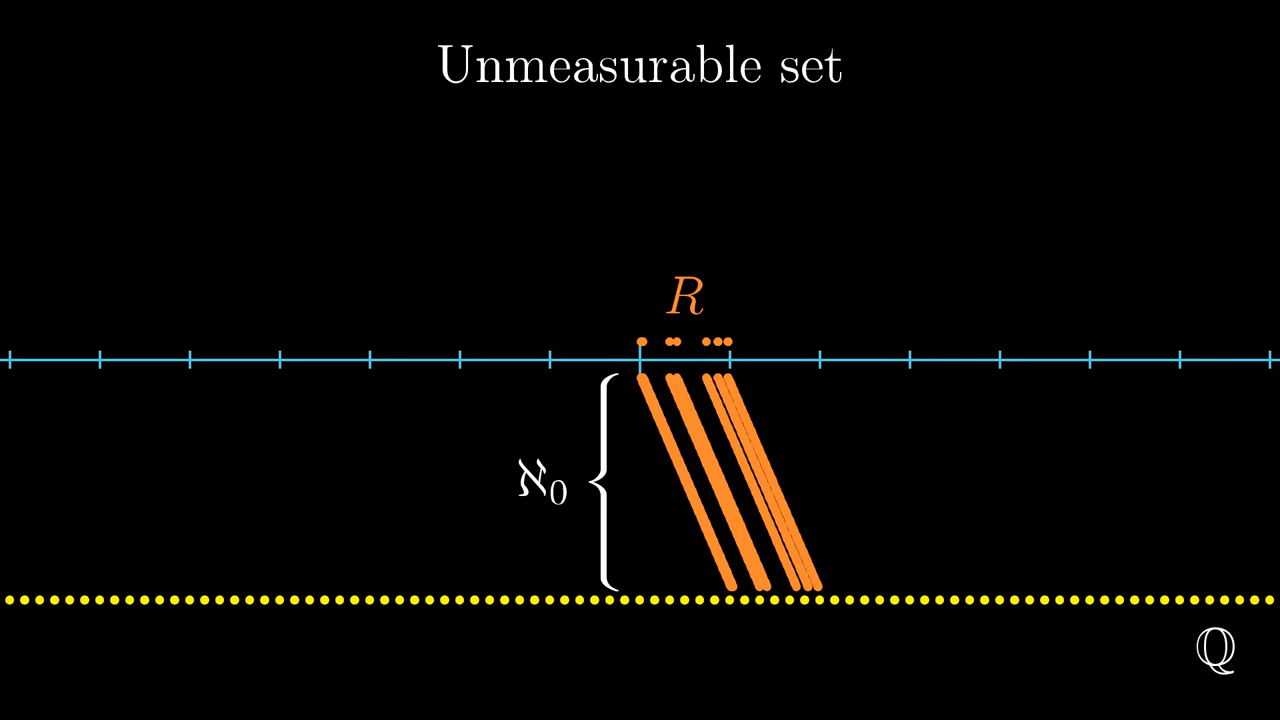 Unmeasurable set
R
ℵ₀
ℚ